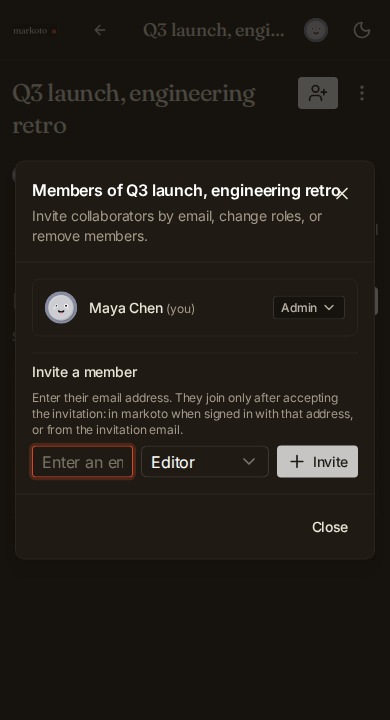 markoto
Q3 launch, engi...
Q3 launch, engineering
retro
Members of Q3 launch, engineering retro
Invite collaborators by email, change roles, or
remove members.
Maya Chen (you)
Admin
Invite a member
Enter their email address. They join only after accepting
the invitation: in markoto when signed in with that address,
or from the invitation email.
Enter an en
Editor
Invite
Close